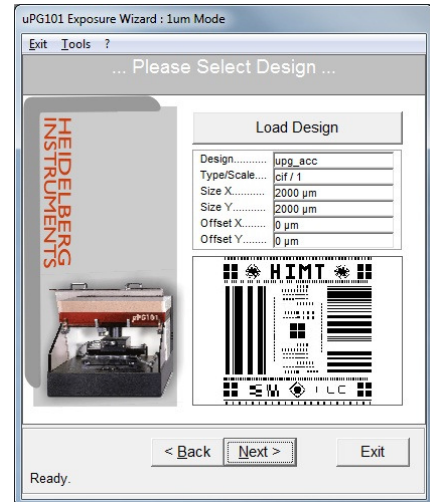 uPG101 Exposure Wizard : 1um Mode
Exit Tools ?
... Please Select Design ...
HEIDELBERG
INSTRUMENTS
µPG101
Load Design
Design.......... upg_acc
Type/Scale.... cif / 1
Size X.......... 2000 µm
Size Y.......... 2000 µm
Offset X........ 0 µm
Offset Y........ 0 µm
HIMT
< Back Next > Exit
Ready.